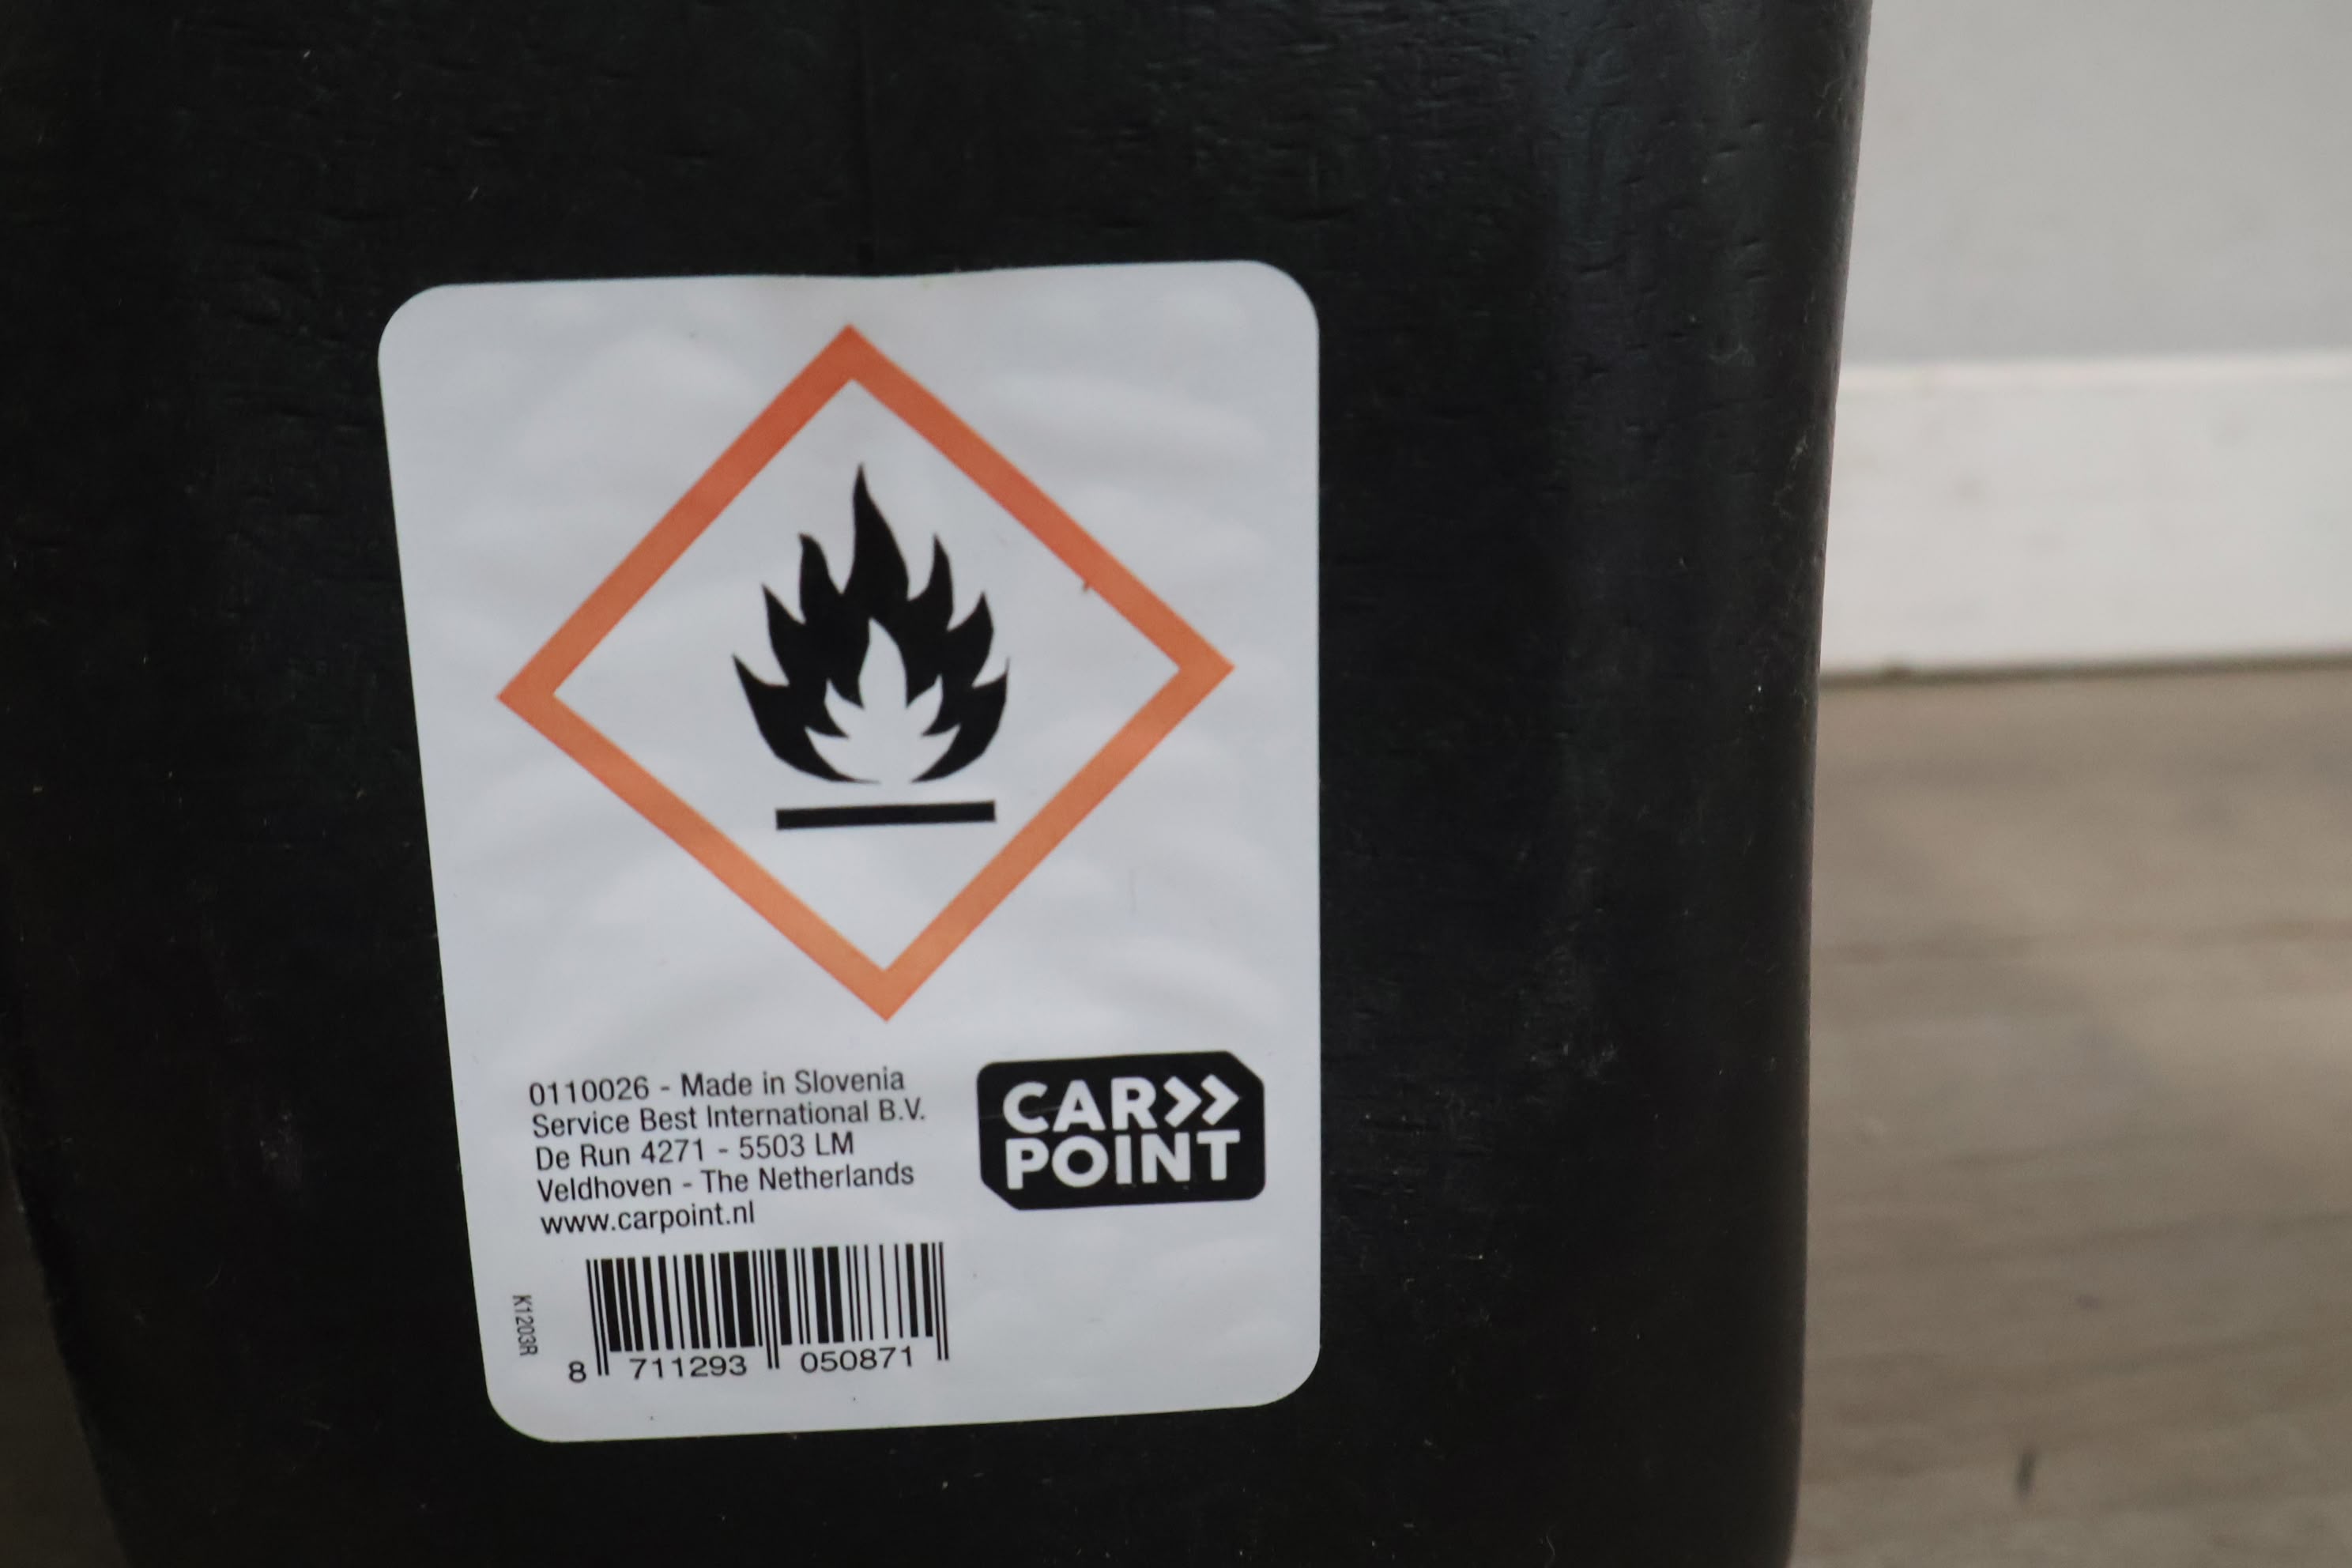 0110026 - Made in Slovenia
Service Best International B.V.
De Run 4271 - 5503 LM
Veldhoven - The Netherlands
www.carpoint.nl
CAR
POINT
K1203R
8 711293 050871